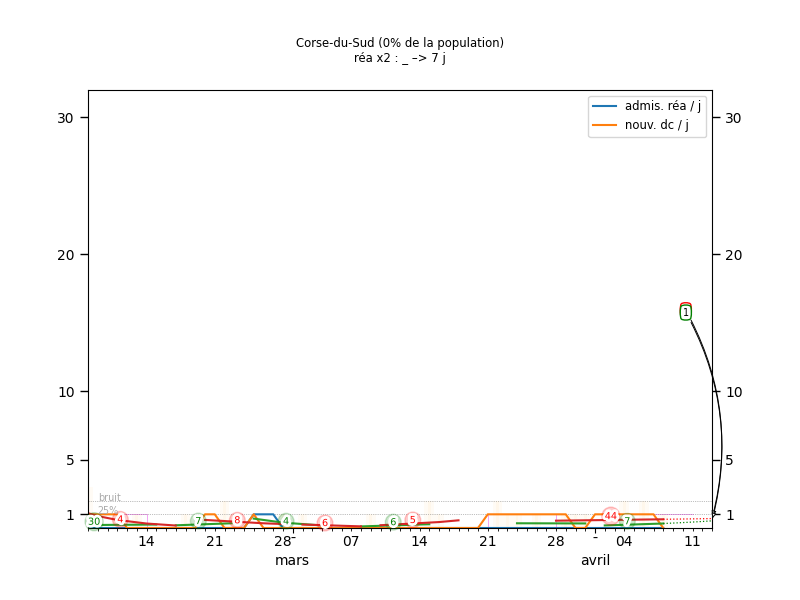 Corse-du-Sud (0% de la population)
réa x2 : _ –> 7 j
admis. réa / j
nouv. dc / j
30 30
20 20
10 10
5 5
1 1
1
bruit
25%
30 4 7 8 4 6 6 5 44 7
14 21 28 07 14 21 28 04 11
mars avril